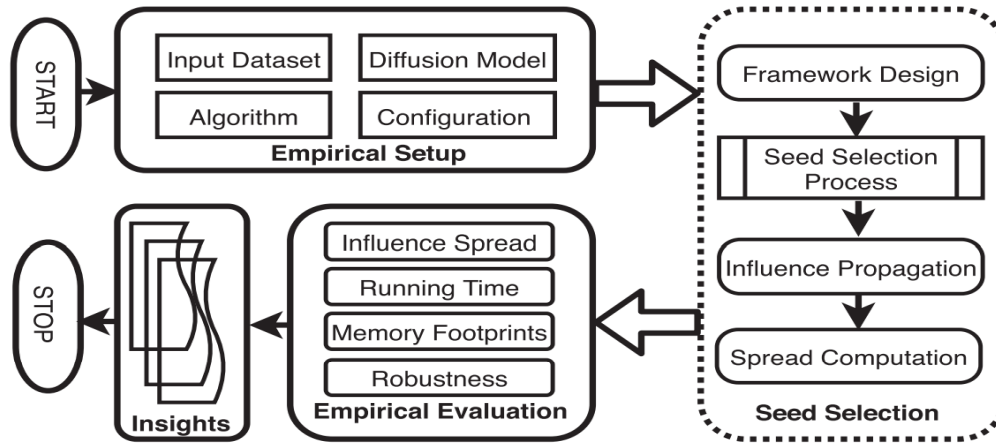 START
Input Dataset
Diffusion Model
Algorithm
Configuration
Empirical Setup
Framework Design
Seed Selection
Process
Influence Propagation
Spread Computation
Seed Selection
Influence Spread
Running Time
Memory Footprints
Robustness
Empirical Evaluation
Insights
STOP